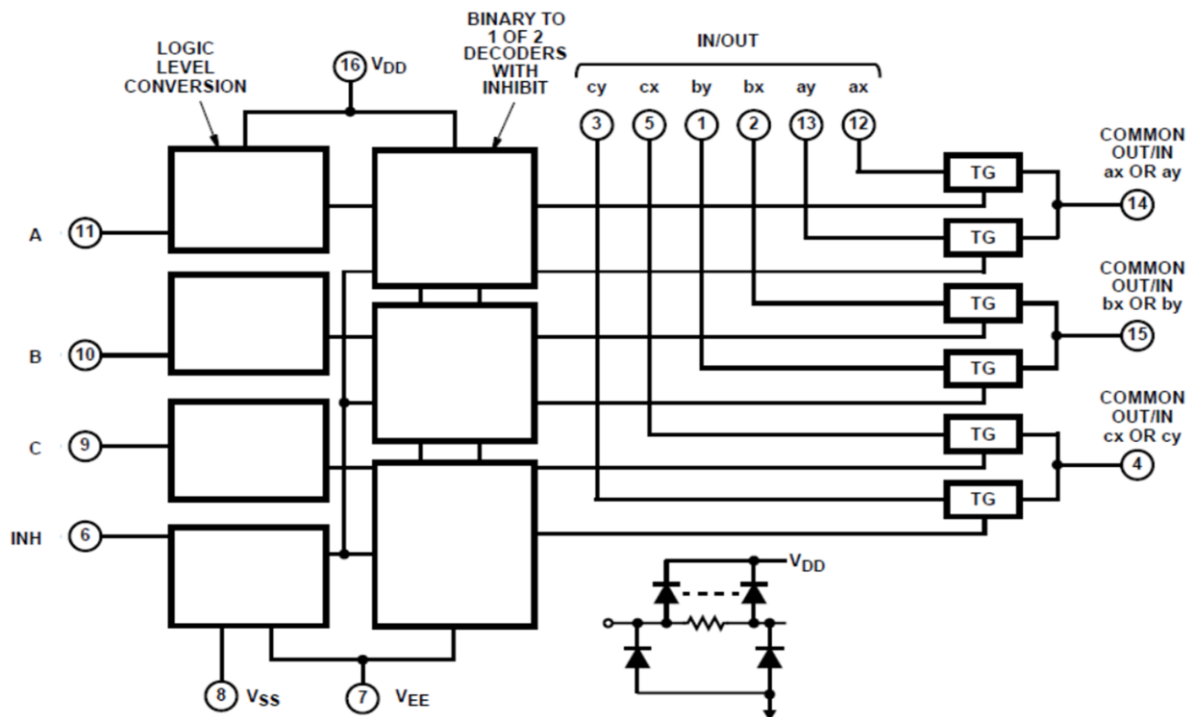 LOGIC
LEVEL
CONVERSION
16 VDD
BINARY TO
1 OF 2
DECODERS
WITH
INHIBIT
IN/OUT
cy cx by bx ay ax
3 5 1 2 13 12
TG
COMMON
OUT/IN
ax OR ay
14
A 11
TG
TG
COMMON
OUT/IN
bx OR by
15
B 10
TG
TG
COMMON
OUT/IN
cx OR cy
4
C 9
TG
INH 6
VDD
8 VSS
7 VEE